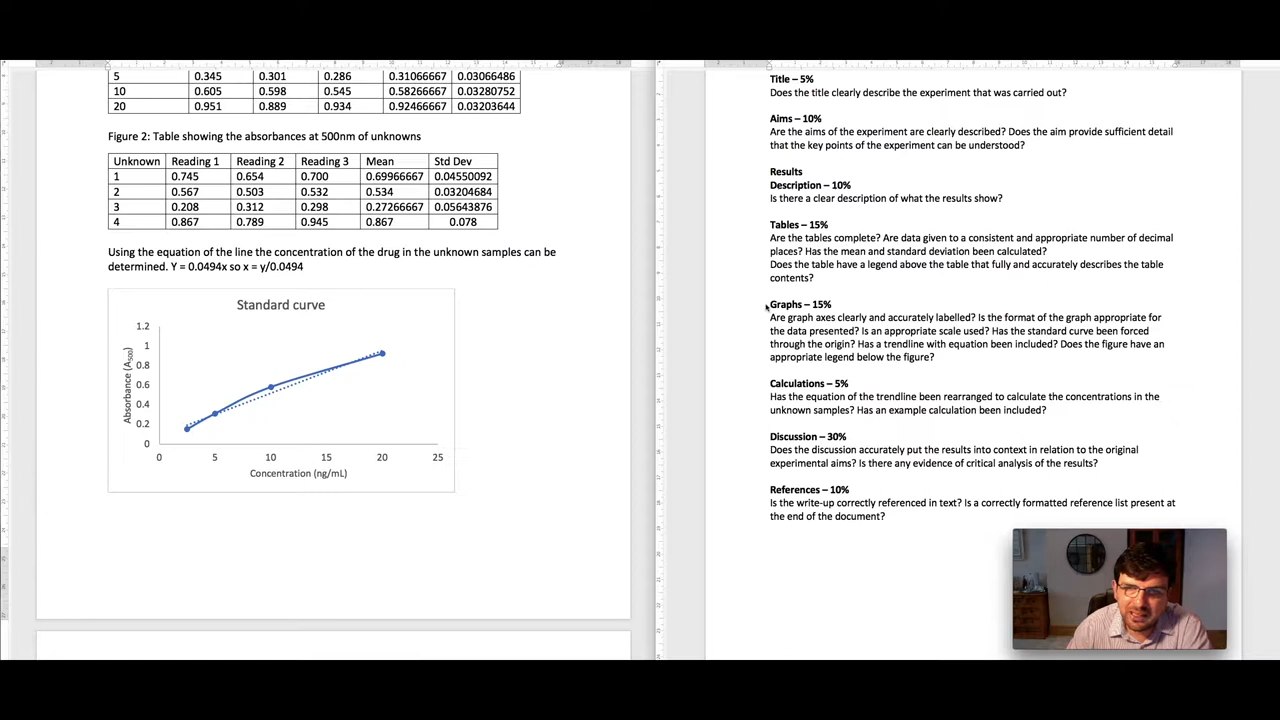 5 0.345 0.301 0.286 0.31066667 0.03066486
10 0.605 0.598 0.545 0.58266667 0.03280752
20 0.951 0.889 0.934 0.92466667 0.03203644
Figure 2: Table showing the absorbances at 500nm of unknowns
Unknown Reading 1 Reading 2 Reading 3 Mean Std Dev
1 0.745 0.654 0.700 0.69966667 0.04550092
2 0.567 0.503 0.532 0.534 0.03204684
3 0.208 0.312 0.298 0.27266667 0.05643876
4 0.867 0.789 0.945 0.867 0.078
Using the equation of the line the concentration of the drug in the unknown samples can be
determined. Y = 0.0494x so x = y/0.0494
Standard curve
Absorbance (A500)
1.2
1
0.8
0.6
0.4
0.2
0
0 5 10 15 20 25
Concentration (ng/mL)
Title – 5%
Does the title clearly describe the experiment that was carried out?
Aims – 10%
Are the aims of the experiment are clearly described? Does the aim provide sufficient detail
that the key points of the experiment can be understood?
Results
Description – 10%
Is there a clear description of what the results show?
Tables – 15%
Are the tables complete? Are data given to a consistent and appropriate number of decimal
places? Has the mean and standard deviation been calculated?
Does the table have a legend above the table that fully and accurately describes the table
contents?
Graphs – 15%
Are graph axes clearly and accurately labelled? Is the format of the graph appropriate for
the data presented? Is an appropriate scale used? Has the standard curve been forced
through the origin? Has a trendline with equation been included? Does the figure have an
appropriate legend below the figure?
Calculations – 5%
Has the equation of the trendline been rearranged to calculate the concentrations in the
unknown samples? Has an example calculation been included?
Discussion – 30%
Does the discussion accurately put the results into context in relation to the original
experimental aims? Is there any evidence of critical analysis of the results?
References – 10%
Is the write-up correctly referenced in text? Is a correctly formatted reference list present at
the end of the document?